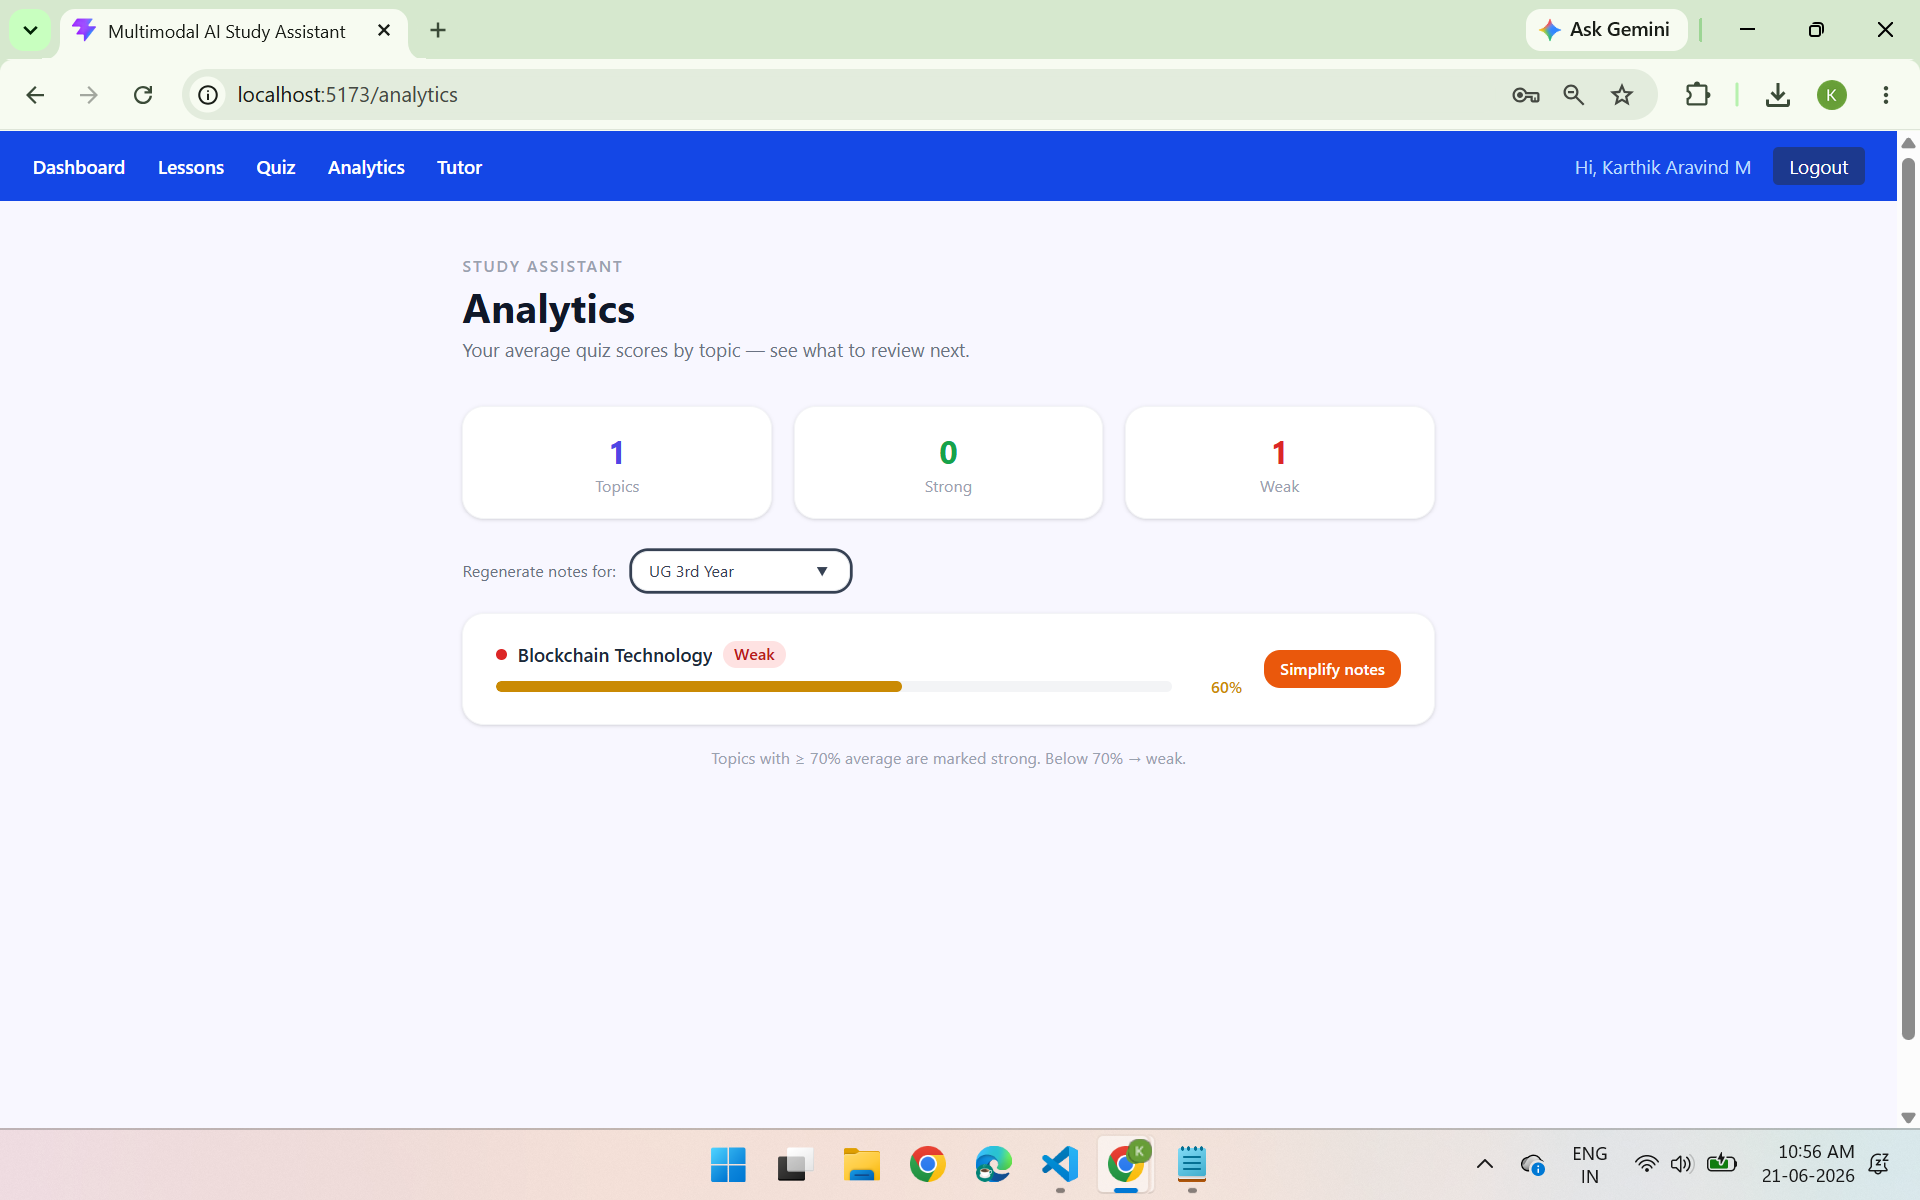 Multimodal AI Study Assistant
Ask Gemini
localhost:5173/analytics
K
Dashboard Lessons Quiz Analytics Tutor Hi, Karthik Aravind M Logout
STUDY ASSISTANT
Analytics
Your average quiz scores by topic — see what to review next.
1 0 1
Topics Strong Weak
Regenerate notes for: UG 3rd Year
Blockchain Technology Weak
60% Simplify notes
Topics with ≥ 70% average are marked strong. Below 70% → weak.
K
ENG 10:56 AM
IN 21-06-2026